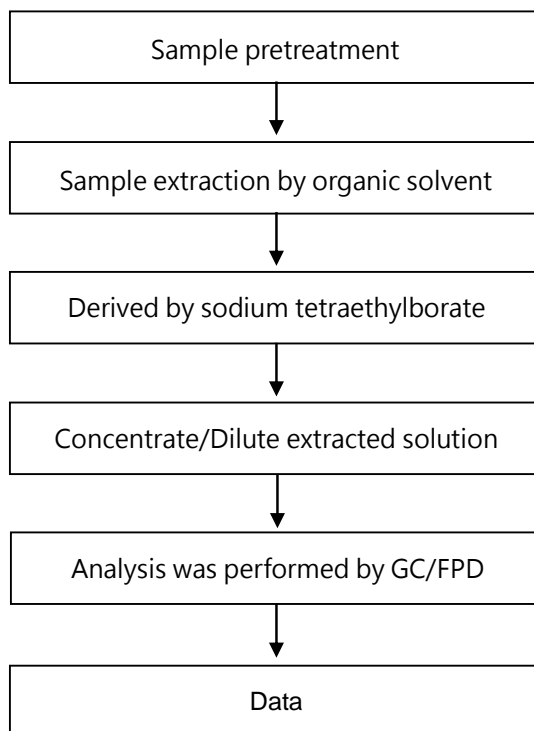 Sample pretreatment
Sample extraction by organic solvent
Derived by sodium tetraethylborate
Concentrate/Dilute extracted solution
Analysis was performed by GC/FPD
Data